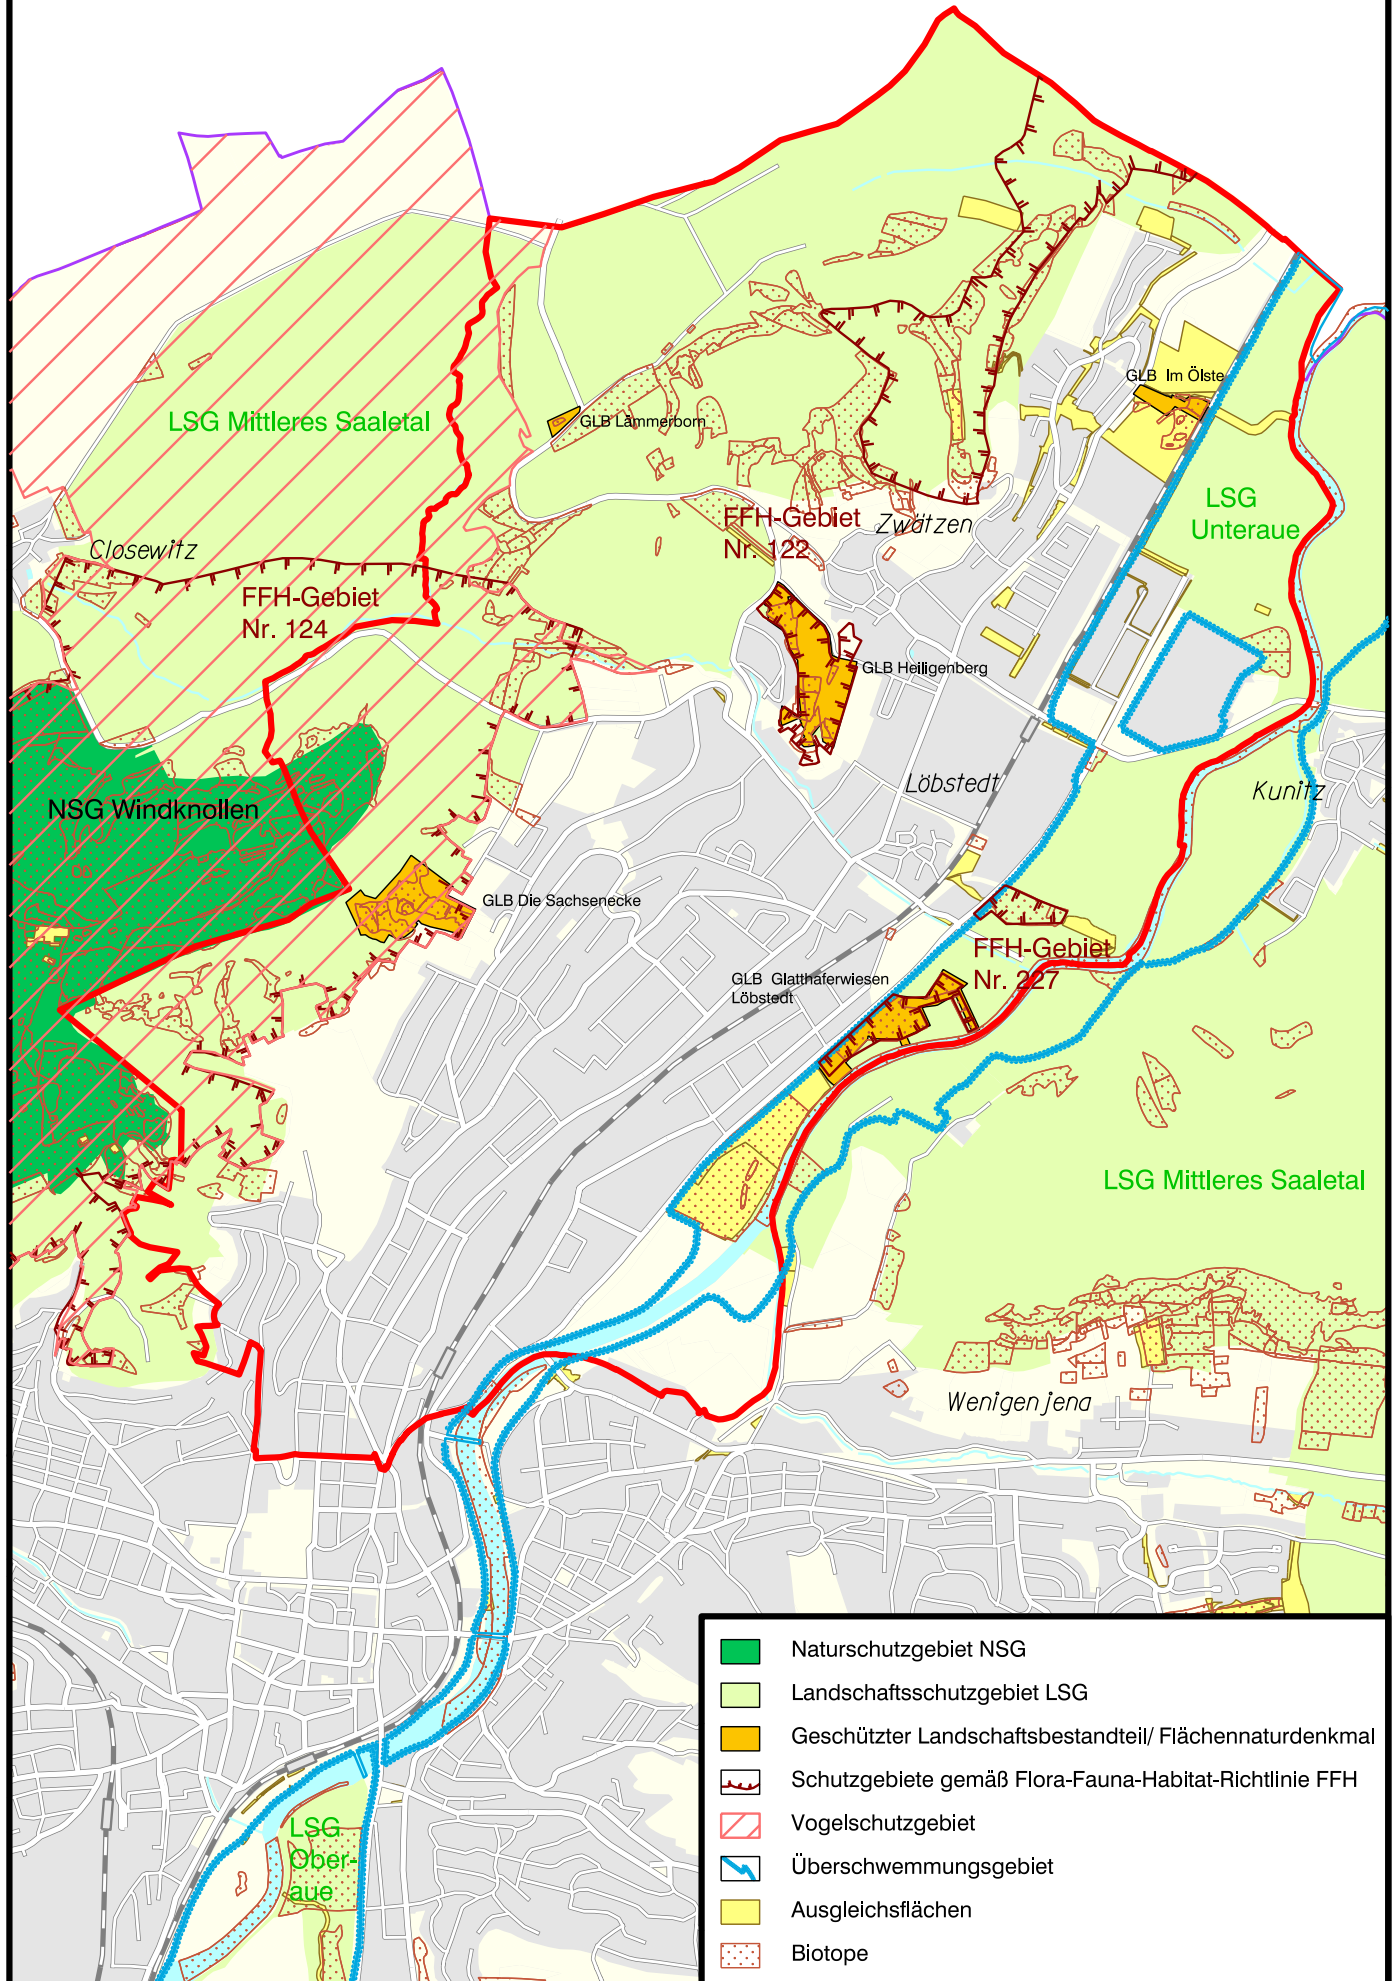 GLB Im Ölste
LSG Mittleres Saaletal
GLB Lämmerborn
LSG
Unteraue
FFH-Gebiet
Nr. 122
Zwätzen
Closewitz
FFH-Gebiet
Nr. 124
GLB Heiligenberg
Löbstedt
Kunitz
NSG Windknollen
GLB Die Sachsenecke
FFH-Gebiet
Nr. 227
GLB Glatthaferwiesen
Löbstedt
LSG Mittleres Saaletal
Wenigenjena
LSG
Ober-
aue
Naturschutzgebiet NSG
Landschaftsschutzgebiet LSG
Geschützter Landschaftsbestandteil/ Flächennaturdenkmal
Schutzgebiete gemäß Flora-Fauna-Habitat-Richtlinie FFH
Vogelschutzgebiet
Überschwemmungsgebiet
Ausgleichsflächen
Biotope